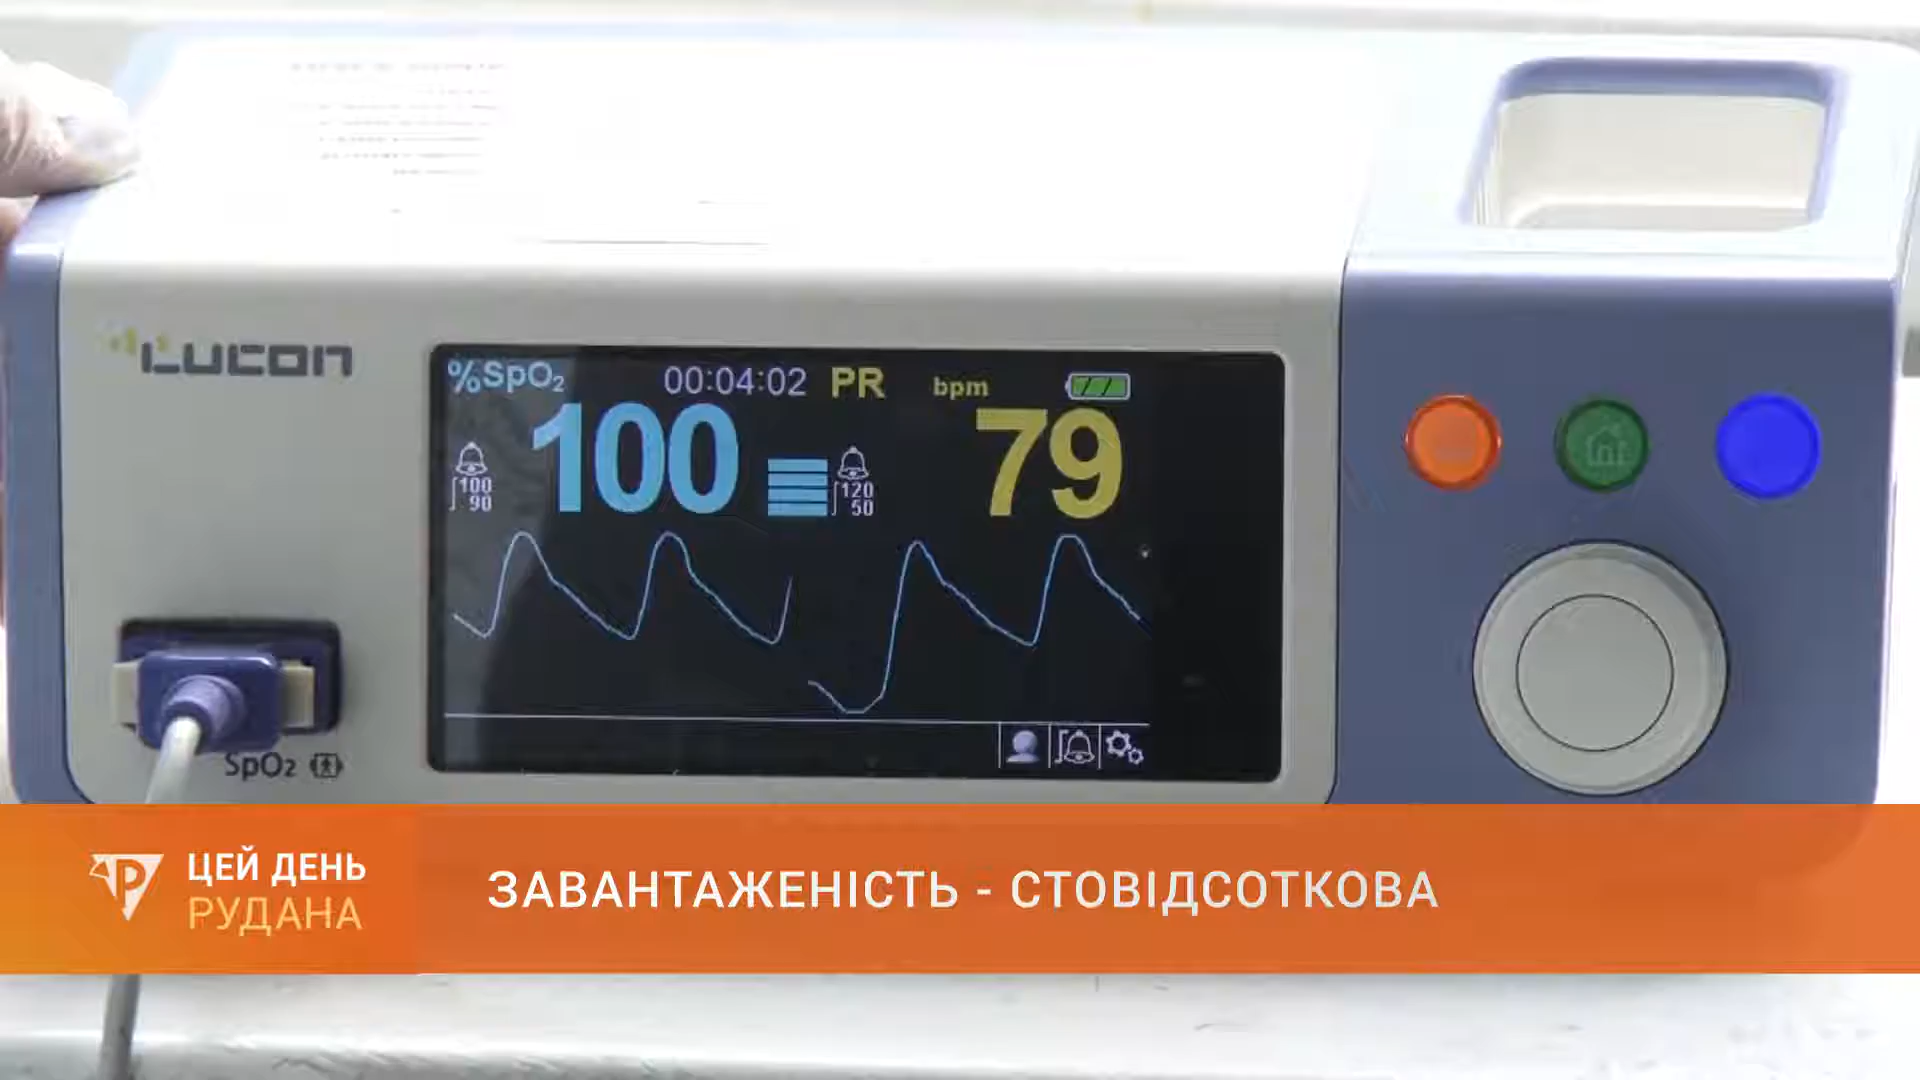 Lucon
%SpO₂ 00:04:02 PR bpm
100
79
100
90
120
50
SpO₂
ЦЕЙ ДЕНЬ
РУДАНА
ЗАВАНТАЖЕНІСТЬ - СТОВІДСОТКОВА